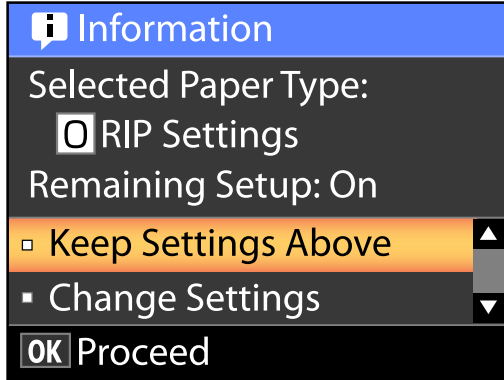 Information
Selected Paper Type:
0 RIP Settings
Remaining Setup: On
Keep Settings Above
Change Settings
OK Proceed